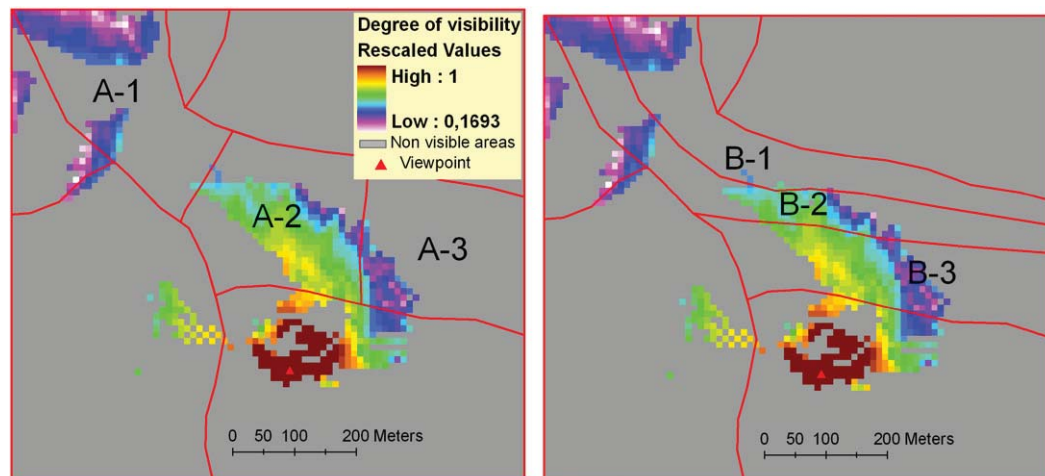 Degree of visibility
Rescaled Values
High : 1
Low : 0,1693
Non visible areas
Viewpoint
A-1
A-2
A-3
0 50 100 200 Meters
B-1
B-2
B-3
0 50 100 200 Meters